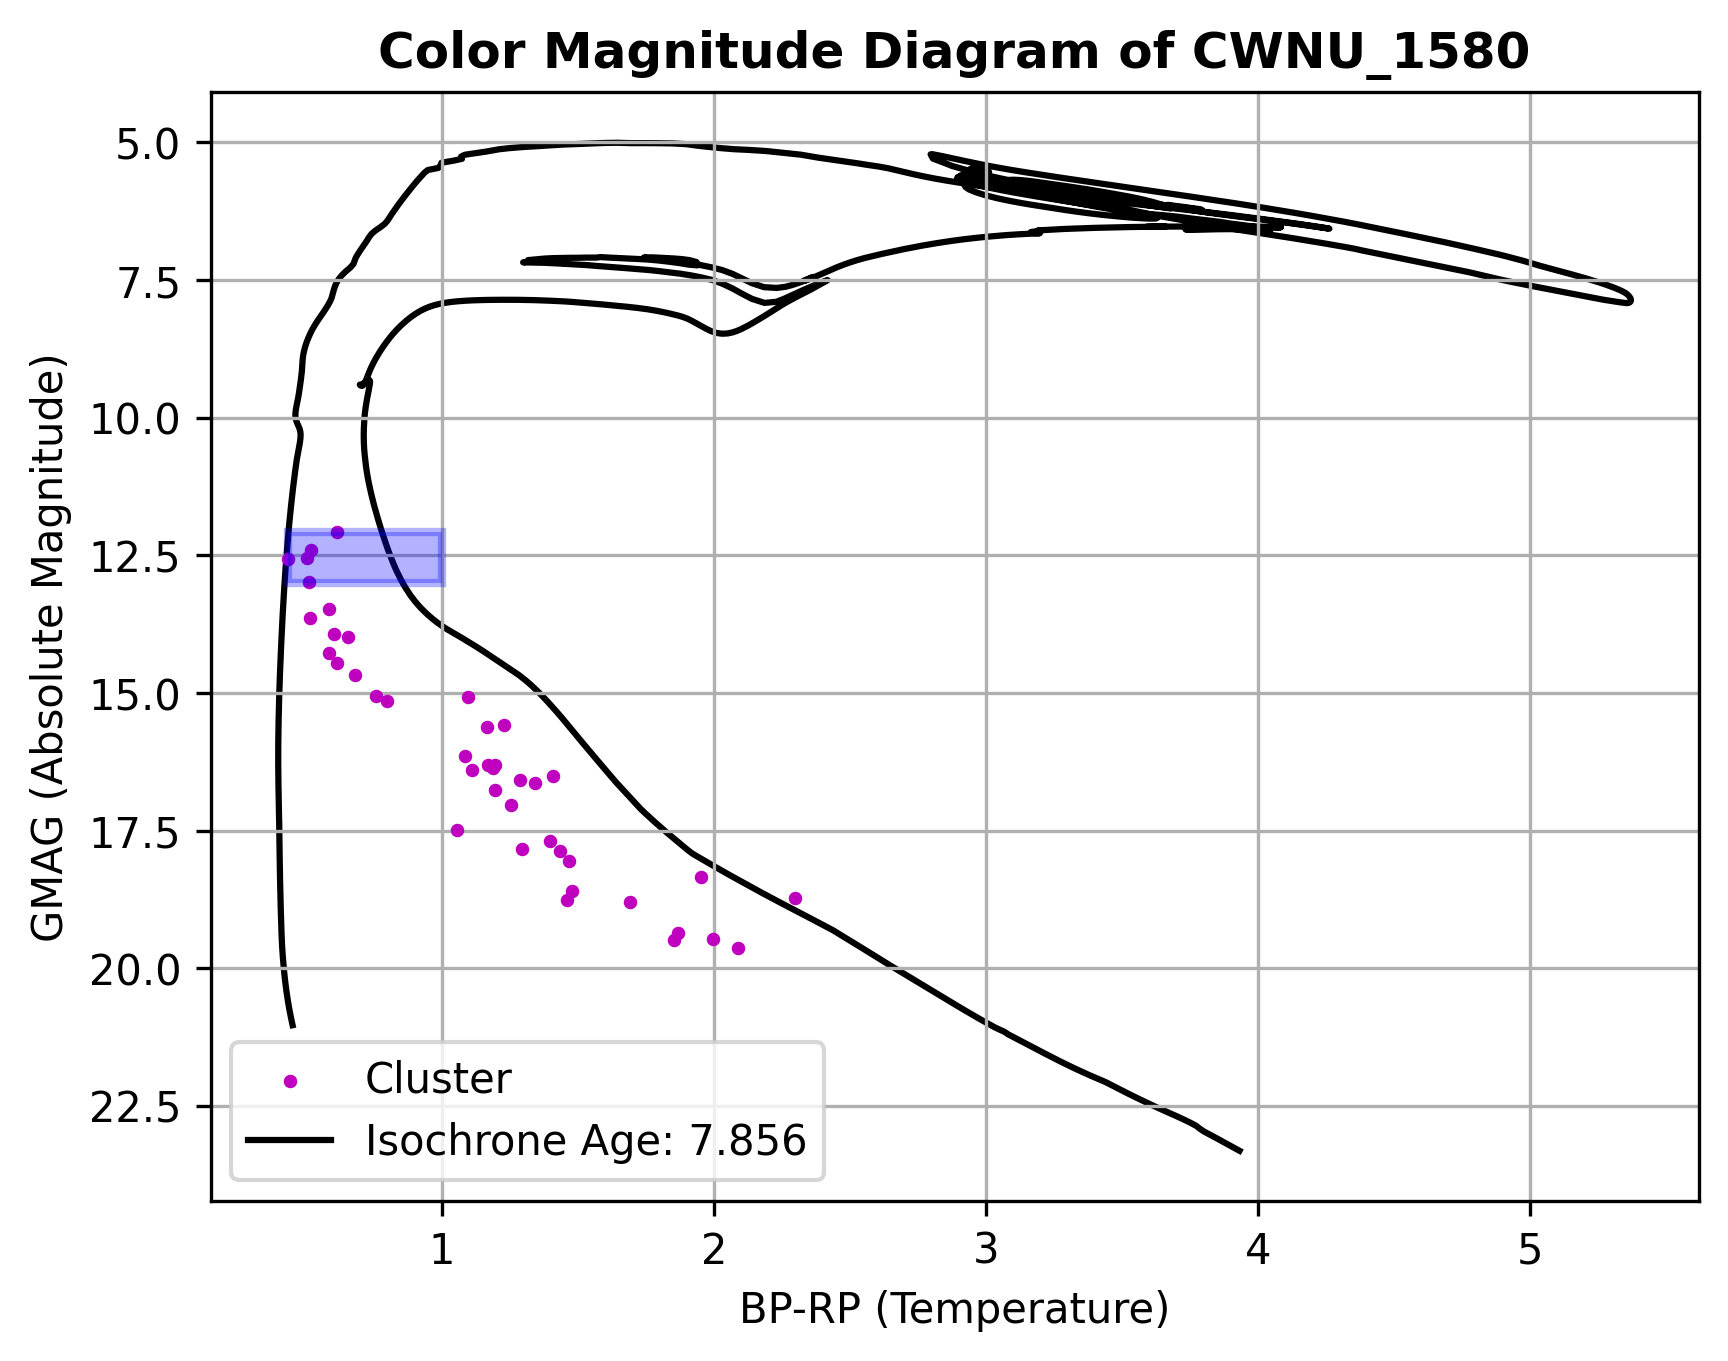 Color Magnitude Diagram of CWNU_1580
GMAG (Absolute Magnitude)
5.0
7.5
10.0
12.5
15.0
17.5
20.0
22.5
Cluster
Isochrone Age: 7.856
1 2 3 4 5
BP-RP (Temperature)